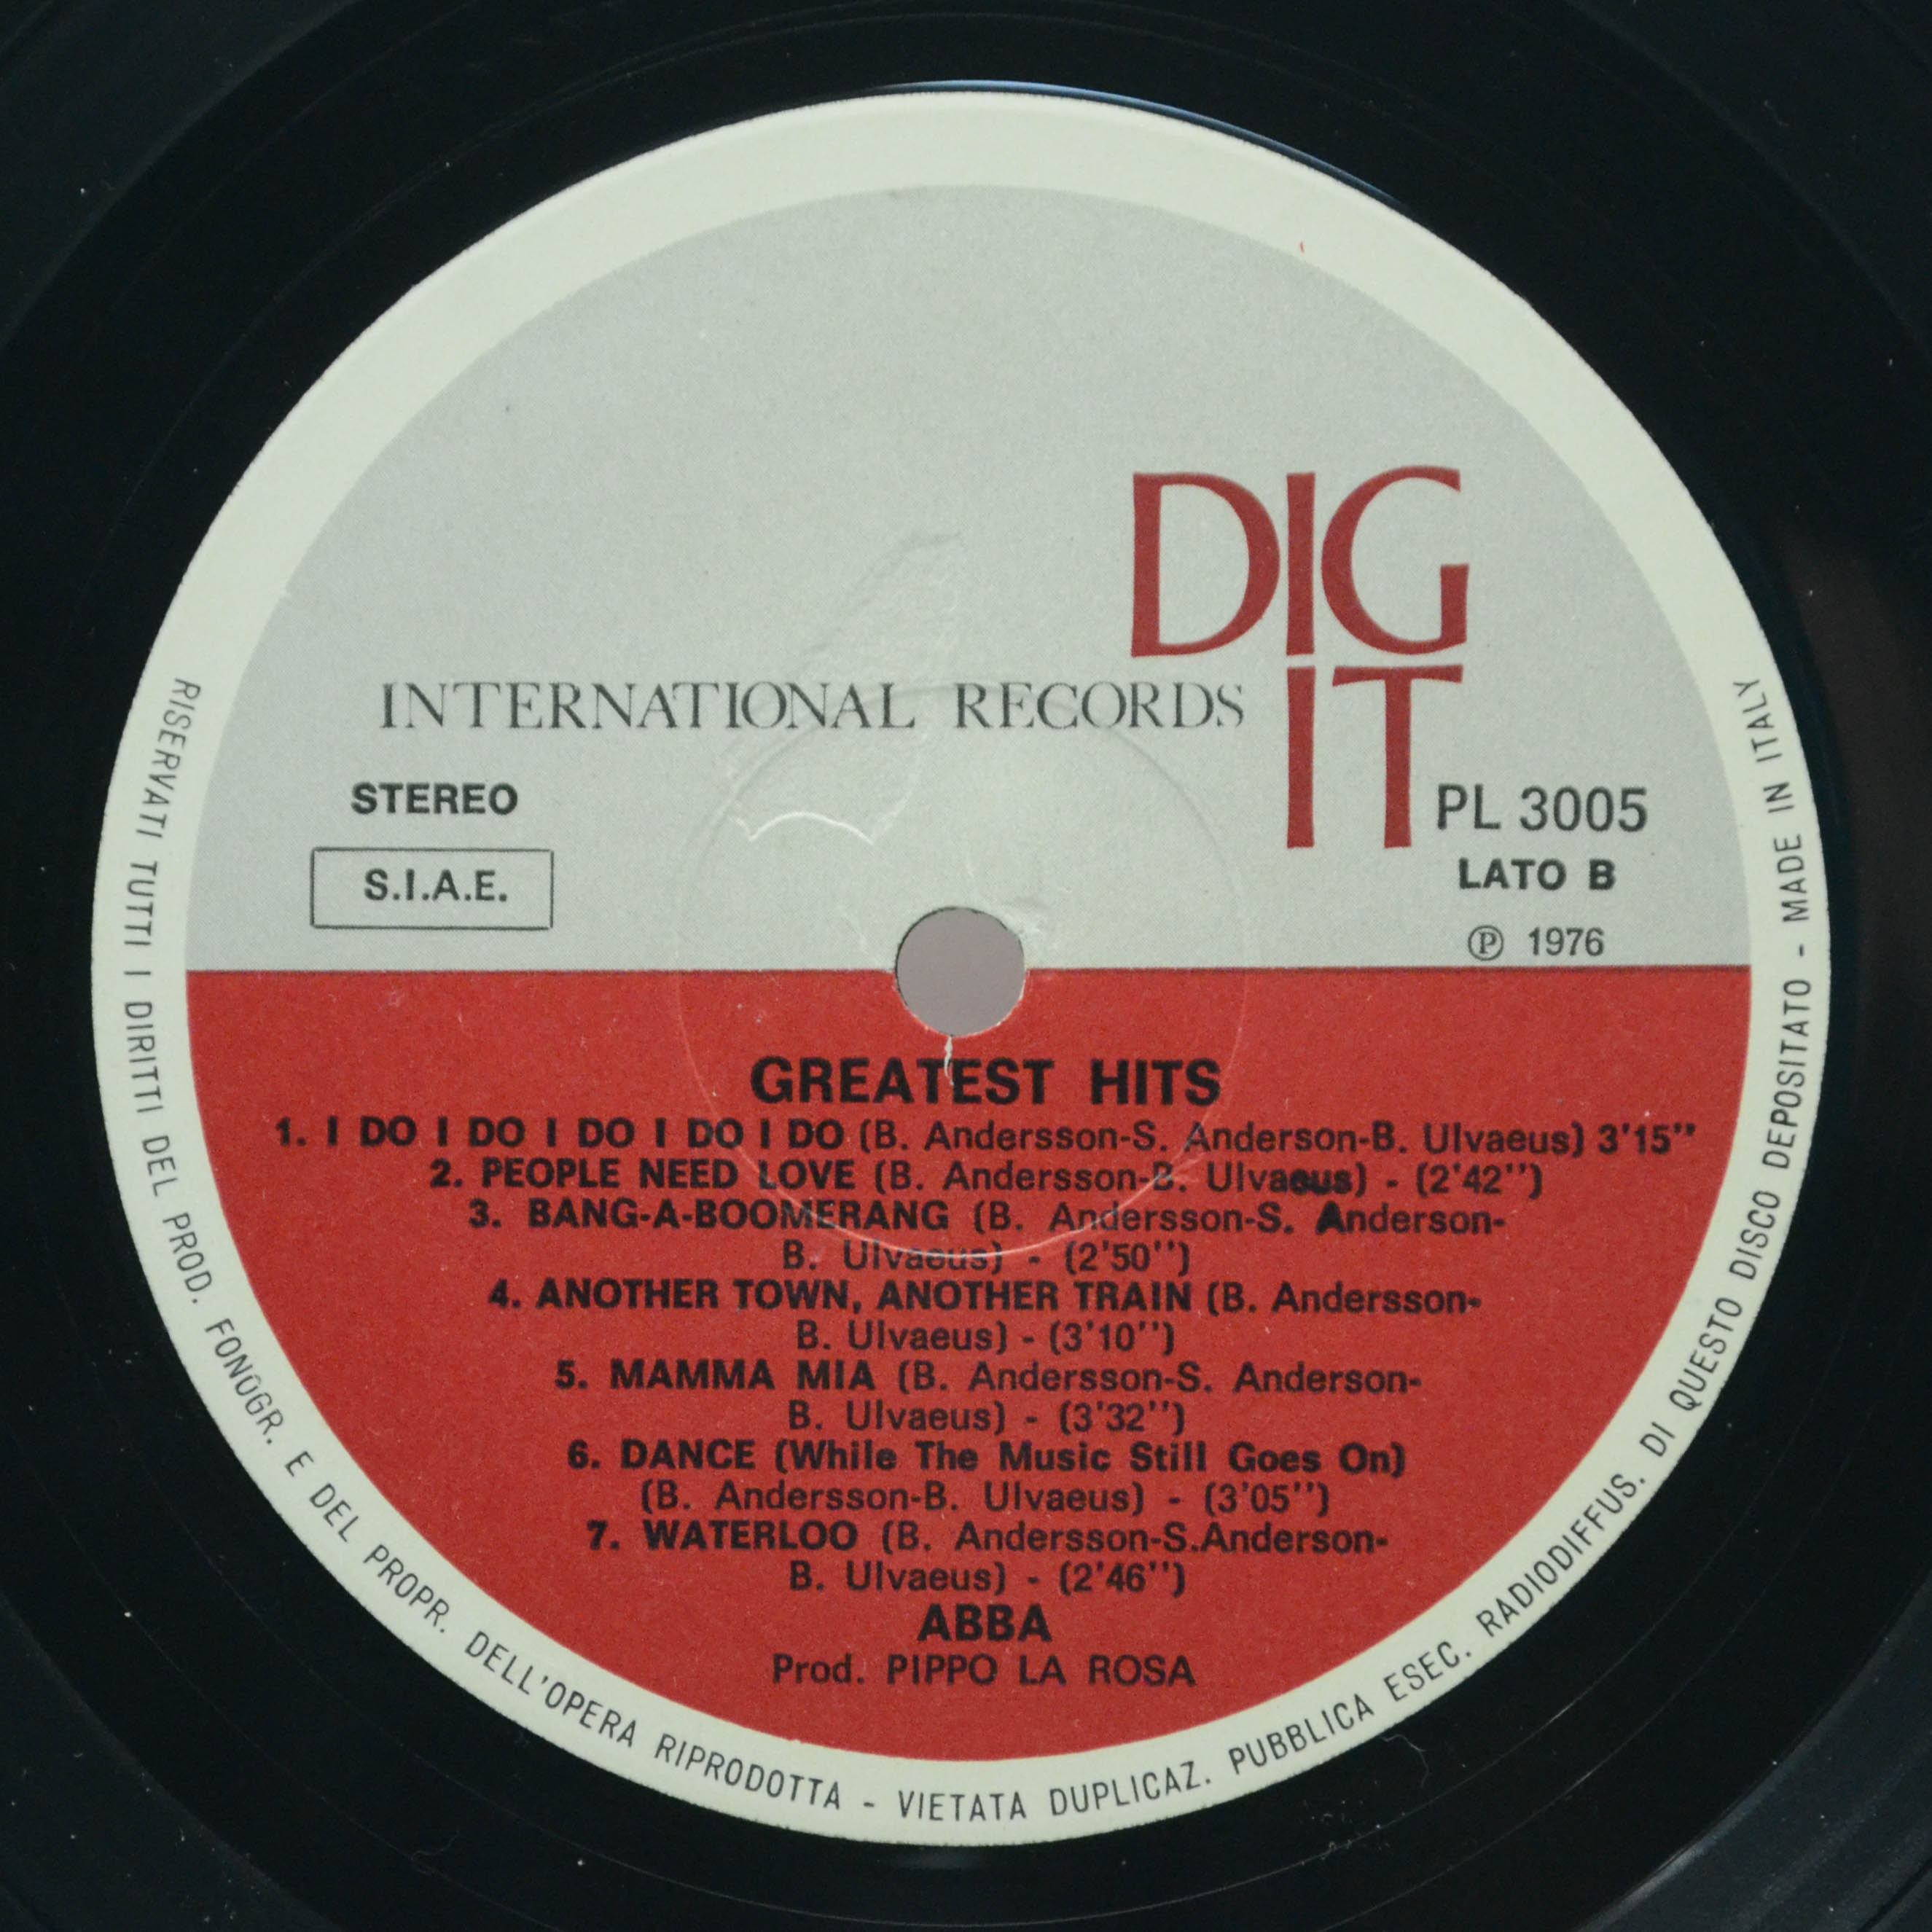 DIG
IT
INTERNATIONAL RECORDS
STEREO
S.I.A.E.
PL 3005
LATO B
℗ 1976
GREATEST HITS
1. I DO I DO I DO I DO I DO (B. Andersson-S. Anderson-B. Ulvaeus) 3'15''
2. PEOPLE NEED LOVE (B. Andersson-B. Ulvaeus) - (2'42'')
3. BANG-A-BOOMERANG (B. Andersson-S. Anderson-
B. Ulvaeus) - (2'50'')
4. ANOTHER TOWN, ANOTHER TRAIN (B. Andersson-
B. Ulvaeus) - (3'10'')
5. MAMMA MIA (B. Andersson-S. Anderson-
B. Ulvaeus) - (3'32'')
6. DANCE (While The Music Still Goes On)
(B. Andersson-B. Ulvaeus) - (3'05'')
7. WATERLOO (B. Andersson-S.Anderson-
B. Ulvaeus) - (2'46'')
ABBA
Prod. PIPPO LA ROSA
RISERVATI TUTTI I DIRITTI DEL PROD. FONOGR. E DEL PROPR. DELL'OPERA RIPRODOTTA - VIETATA DUPLICAZ. PUBBLICA ESEC. RADIODIFFUS. DI QUESTO DISCO DEPOSITATO - MADE IN ITALY